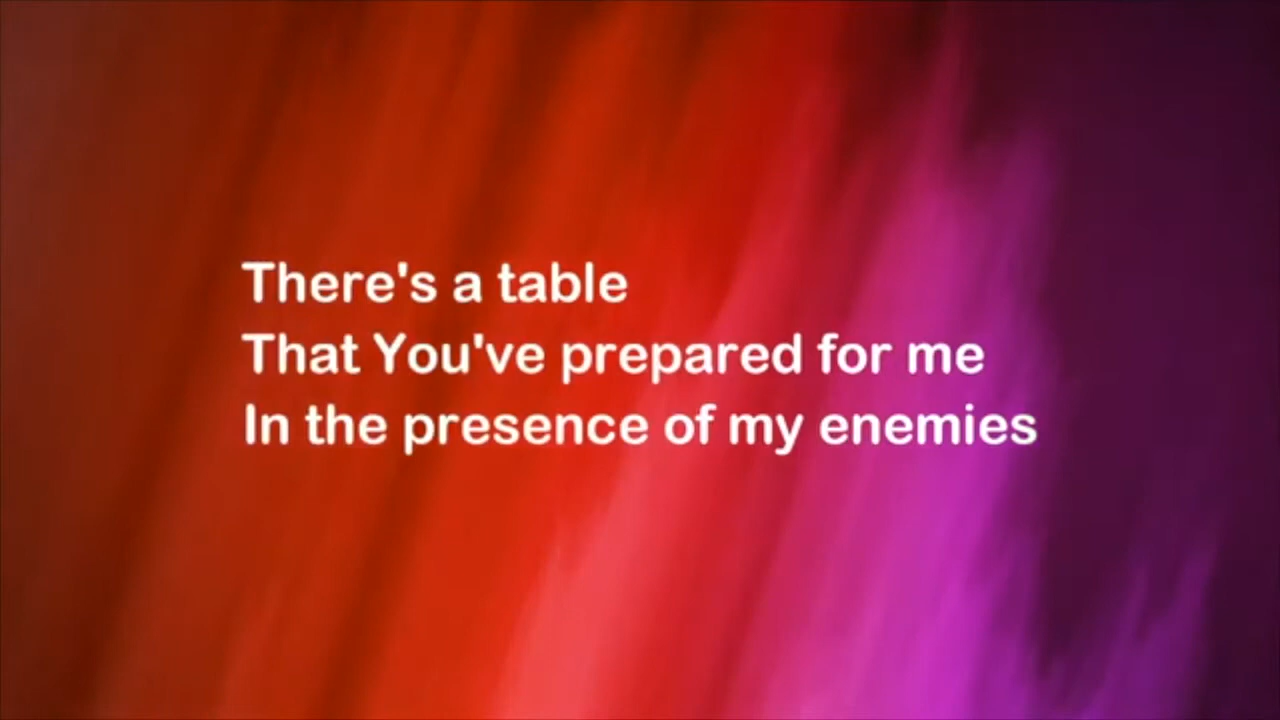 There's a table
That You've prepared for me
In the presence of my enemies